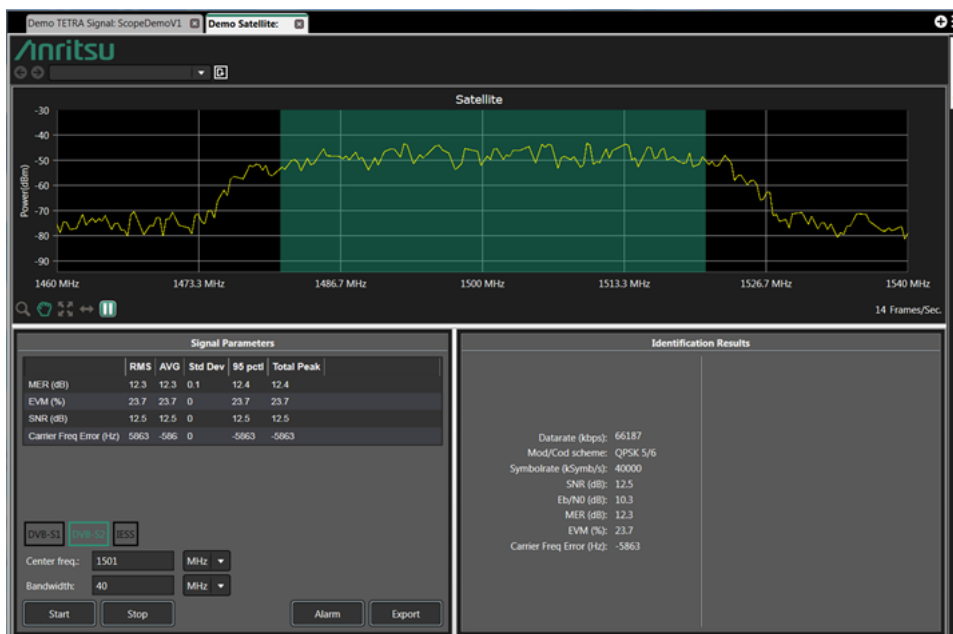 Demo TETRA Signal: ScopeDemoV1
Demo Satellite:
Anritsu
Satellite
Power(dBm)
-30
-40
-50
-60
-70
-80
-90
1460 MHz 1473.3 MHz 1486.7 MHz 1500 MHz 1513.3 MHz 1526.7 MHz 1540 MHz
14 Frames/Sec.
Signal Parameters
RMS AVG Std Dev 95 pctl Total Peak
MER (dB) 12.3 12.3 0.1 12.4 12.4
EVM (%) 23.7 23.7 0 23.7 23.7
SNR (dB) 12.5 12.5 0 12.5 12.5
Carrier Freq Error (Hz) 5863 -586 0 -5863 -5863
DVB-S1 DVB-S2 IESS
Center freq.: 1501 MHz
Bandwidth: 40 MHz
Start Stop Alarm Export
Identification Results
Datarate (kbps): 66187
Mod/Cod scheme: QPSK 5/6
Symbolrate (kSymb/s): 40000
SNR (dB): 12.5
Eb/N0 (dB): 10.3
MER (dB): 12.3
EVM (%): 23.7
Carrier Freq Error (Hz): -5863